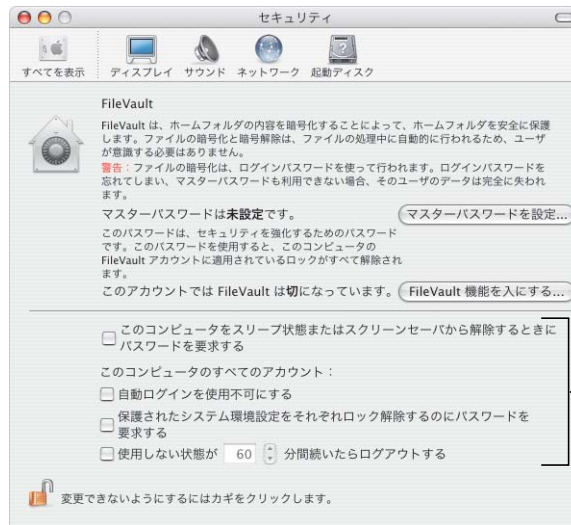 セキュリティ
すべてを表示
ディスプレイ サウンド ネットワーク 起動ディスク
FileVault
FileVault は、ホームフォルダの内容を暗号化することによって、ホームフォルダを安全に保護
します。ファイルの暗号化と暗号解除は、ファイルの処理中に自動的に行われるため、ユーザ
が意識する必要はありません。
警告：ファイルの暗号化は、ログインパスワードを使って行われます。ログインパスワードを
忘れてしまい、マスターパスワードも利用できない場合、そのユーザのデータは完全に失われ
ます。
マスターパスワードは未設定です。
マスターパスワードを設定...
このパスワードは、セキュリティを強化するためのパスワード
です。このパスワードを使用すると、このコンピュータの
FileVault アカウントに適用されているロックがすべて解除され
ます。
このアカウントでは FileVault は切になっています。
FileVault 機能を入にする...
このコンピュータをスリープ状態またはスクリーンセーバから解除するときに
パスワードを要求する
このコンピュータのすべてのアカウント：
自動ログインを使用不可にする
保護されたシステム環境設定をそれぞれロック解除するのにパスワードを
要求する
使用しない状態が 60 分間続いたらログアウトする
変更できないようにするにはカギをクリックします。